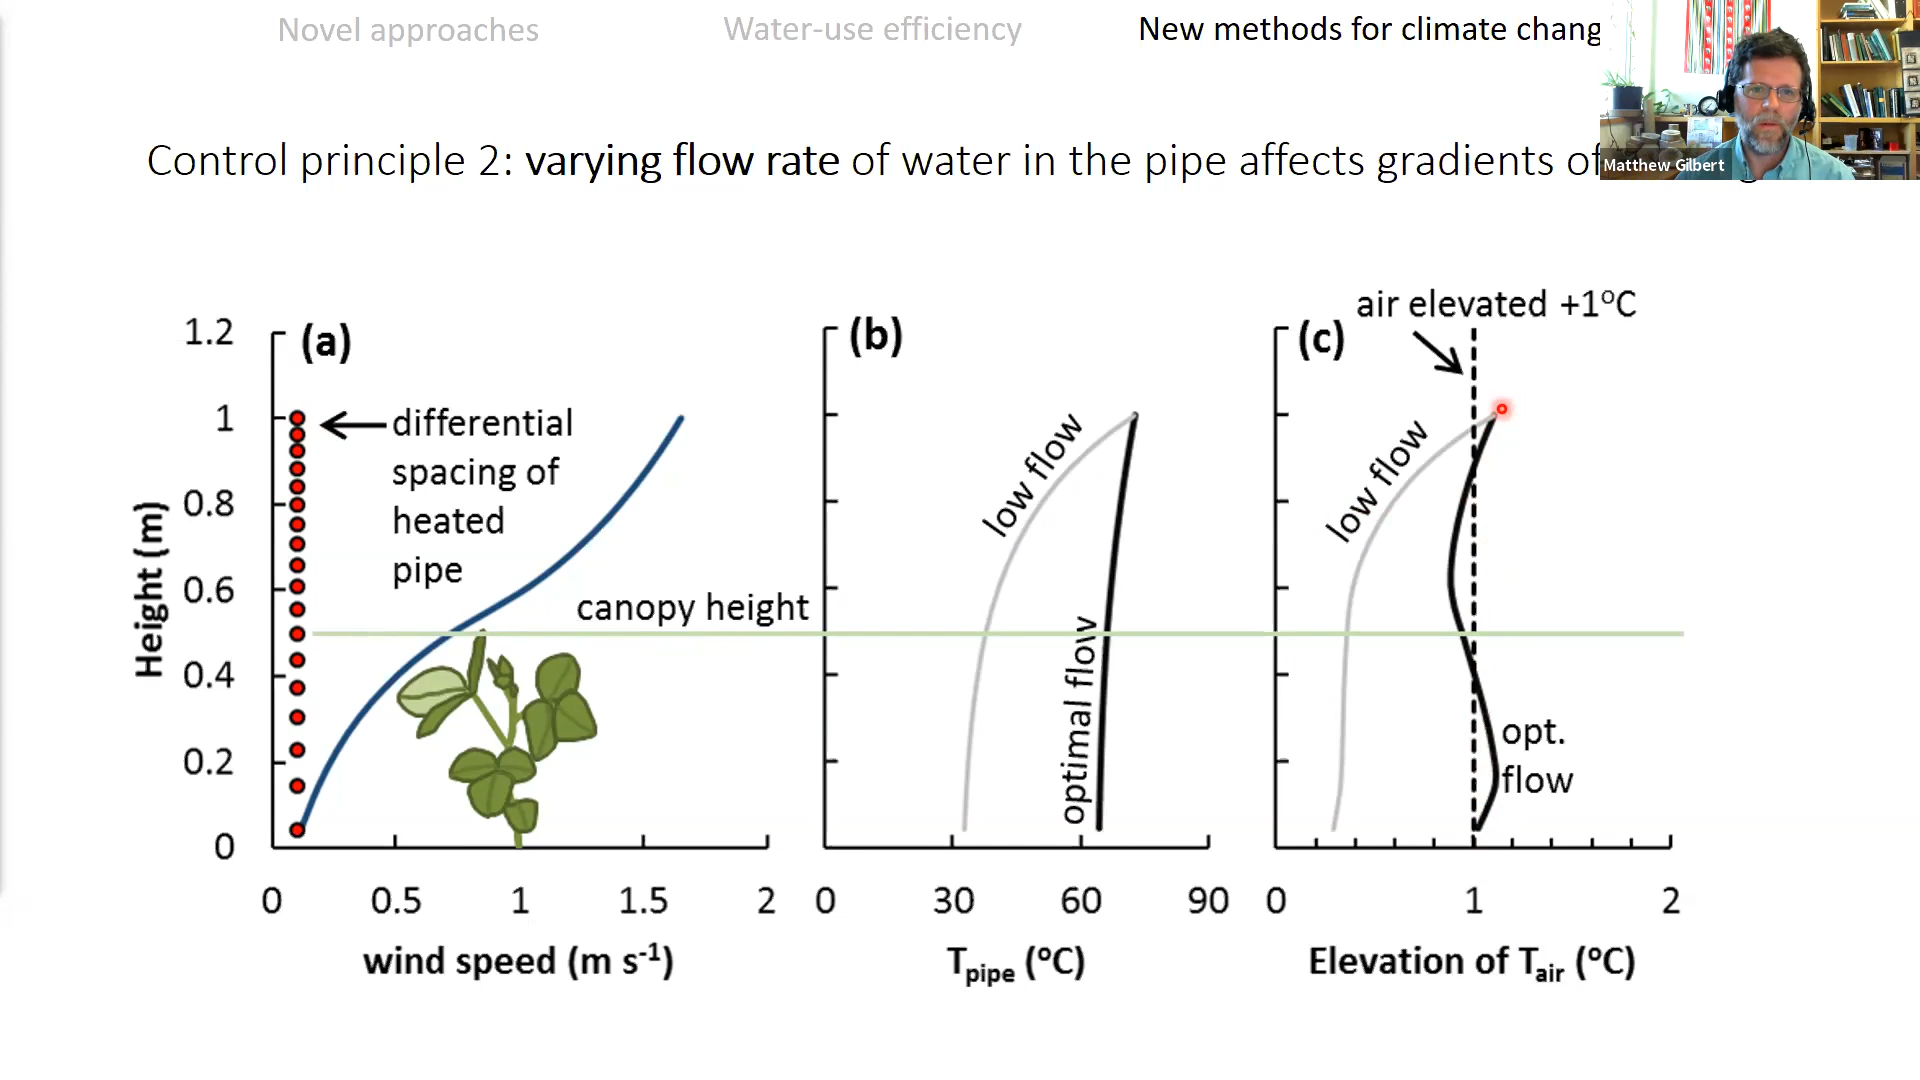 Novel approaches
Water-use efficiency
New methods for climate chang
Matthew Gilbert
Control principle 2: varying flow rate of water in the pipe affects gradients of
air elevated +1°C
(a)
(b)
(c)
differential
spacing of
heated
pipe
canopy height
low flow
optimal flow
low flow
opt.
flow
Height (m)
1.2
1
0.8
0.6
0.4
0.2
0
0 0.5 1 1.5 2
0 30 60 90
0 1 2
wind speed (m s⁻¹)
Tpipe (°C)
Elevation of Tair (°C)